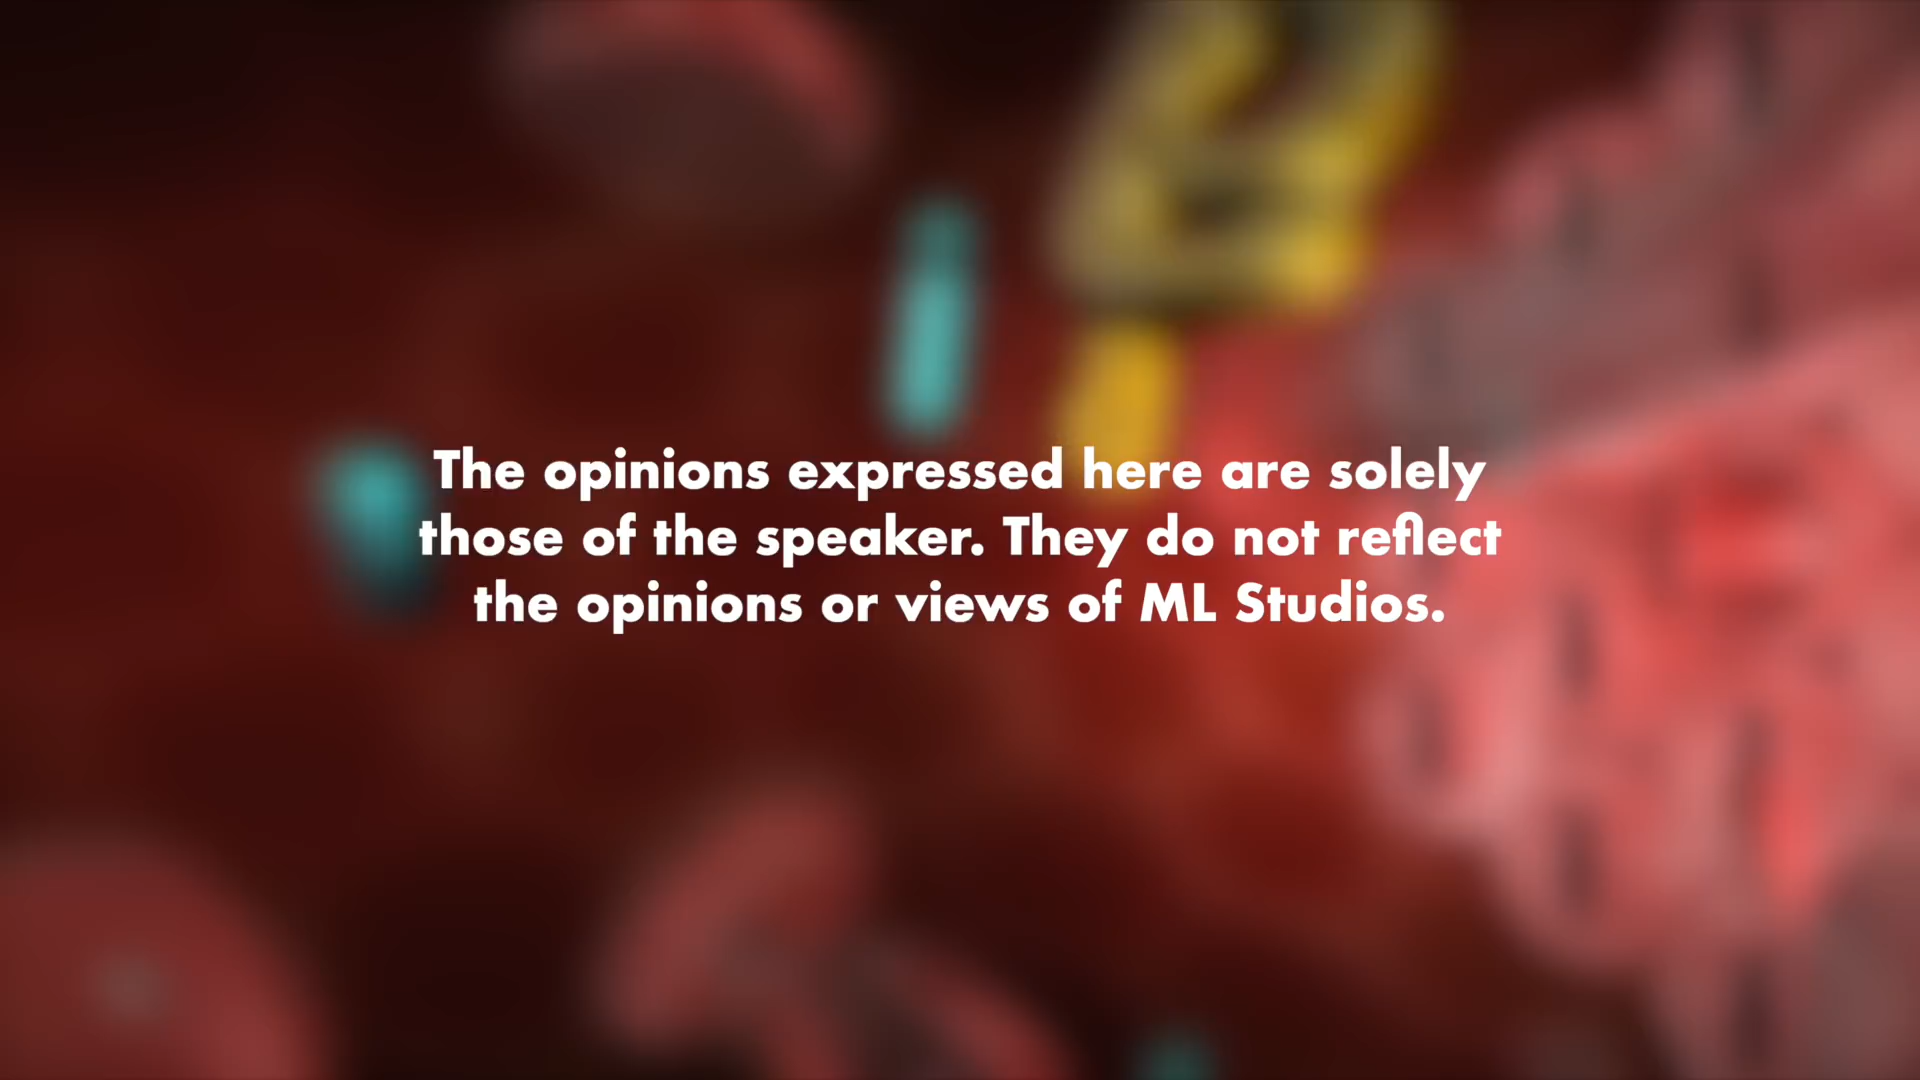 The opinions expressed here are solely
those of the speaker. They do not reflect
the opinions or views of ML Studios.